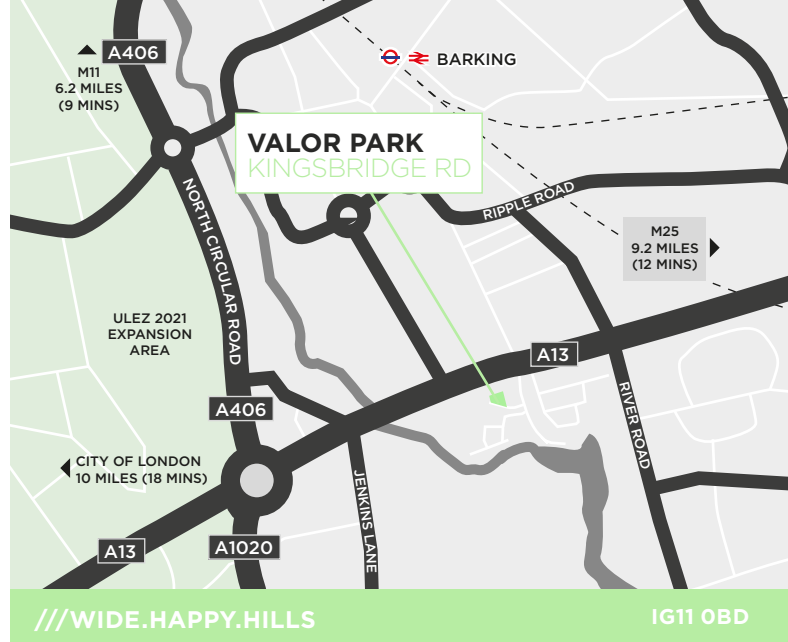 A406
M11
6.2 MILES
(9 MINS)
BARKING
VALOR PARK
KINGSBRIDGE RD
RIPPLE ROAD
M25
9.2 MILES
(12 MINS)
NORTH CIRCULAR ROAD
ULEZ 2021
EXPANSION
AREA
A13
A406
RIVER ROAD
CITY OF LONDON
10 MILES (18 MINS)
JENKINS LANE
A13
A1020
///WIDE.HAPPY.HILLS
IG11 0BD